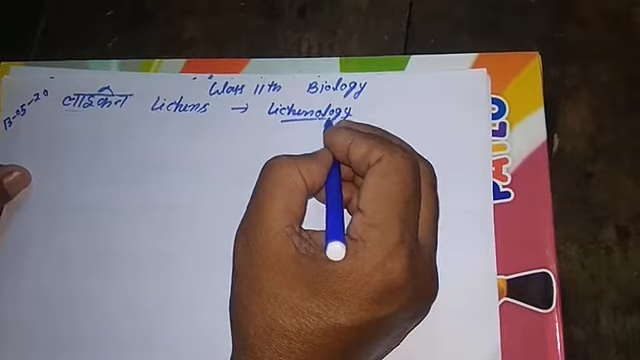 Class 11th Biology
13-05-20 लाइकेन Lichens → Lichenology